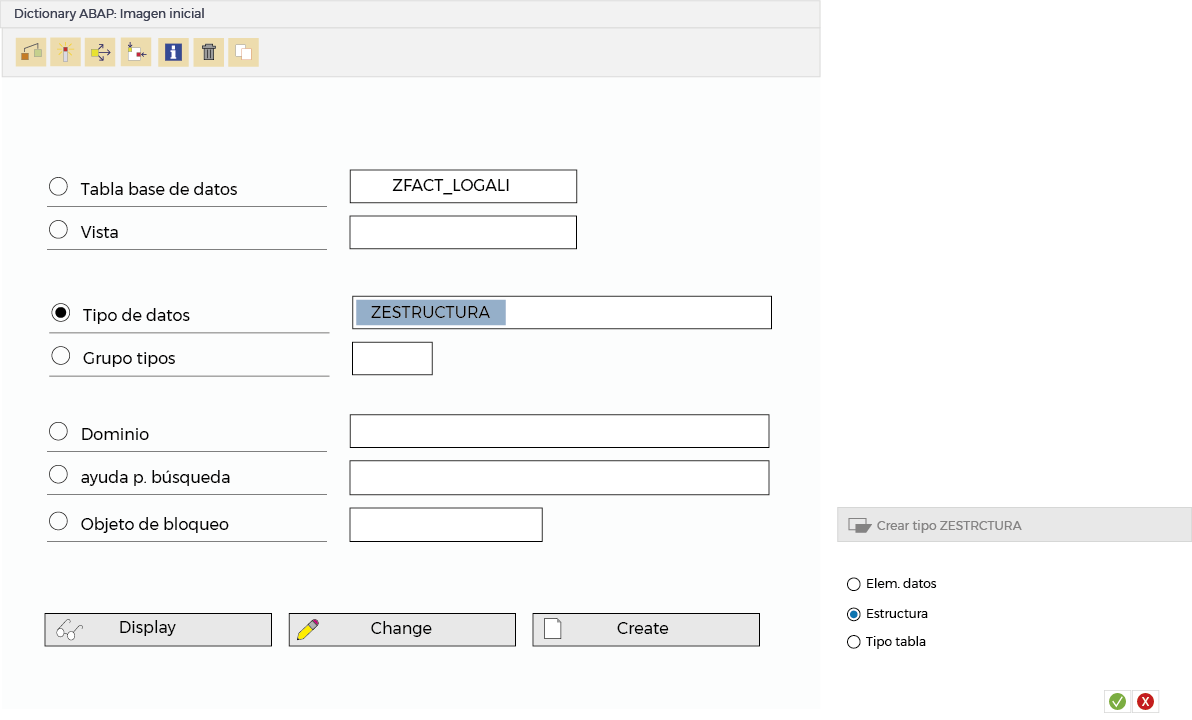 Dictionary ABAP: Imagen inicial
Tabla base de datos
ZFACT_LOGALI
Vista
Tipo de datos
ZESTRUCTURA
Grupo tipos
Dominio
ayuda p. búsqueda
Objeto de bloqueo
Display
Change
Create
Crear tipo ZESTRCTURA
Elem. datos
Estructura
Tipo tabla